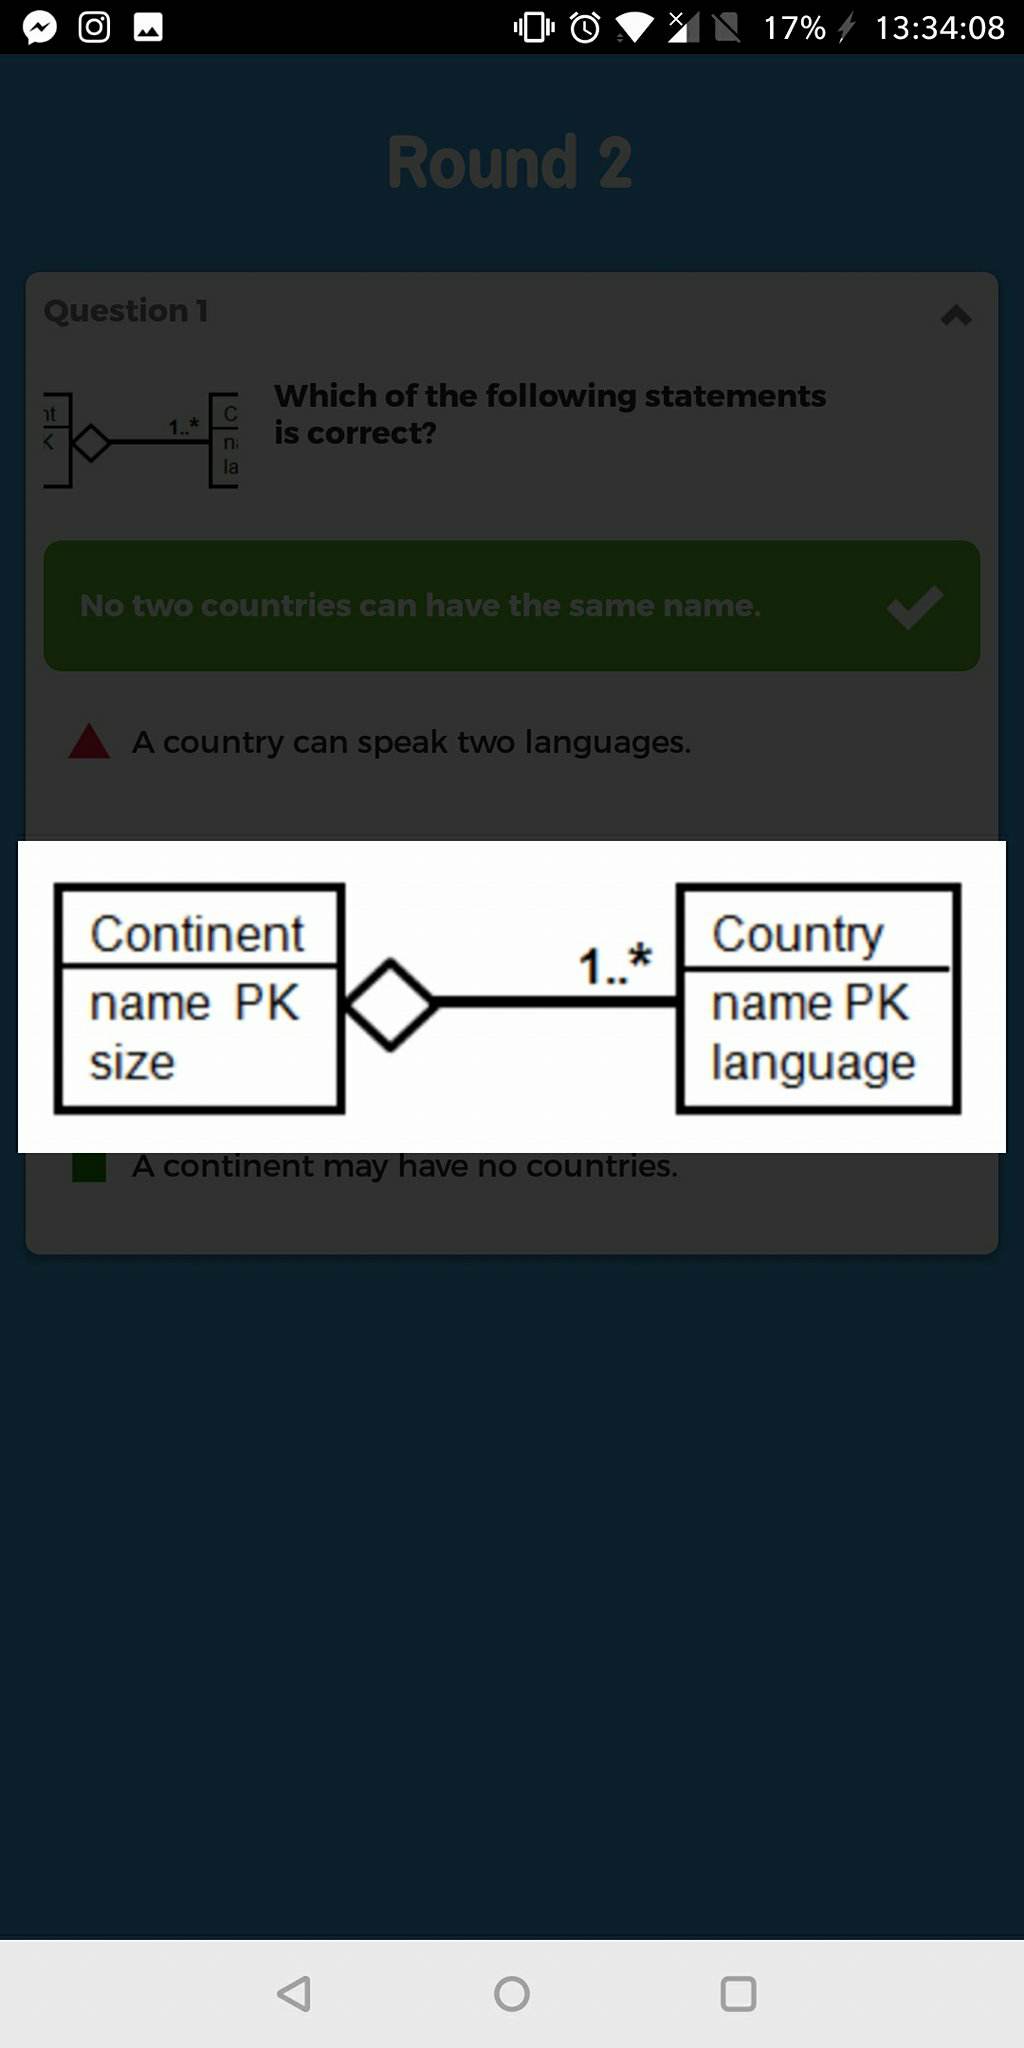 17% 13:34:08
Round 2
Question 1
nt
K
1..*
C
na
la
Which of the following statements
is correct?
No two countries can have the same name.
A country can speak two languages.
Continent
name PK
size
1..*
Country
name PK
language
A continent may have no countries.